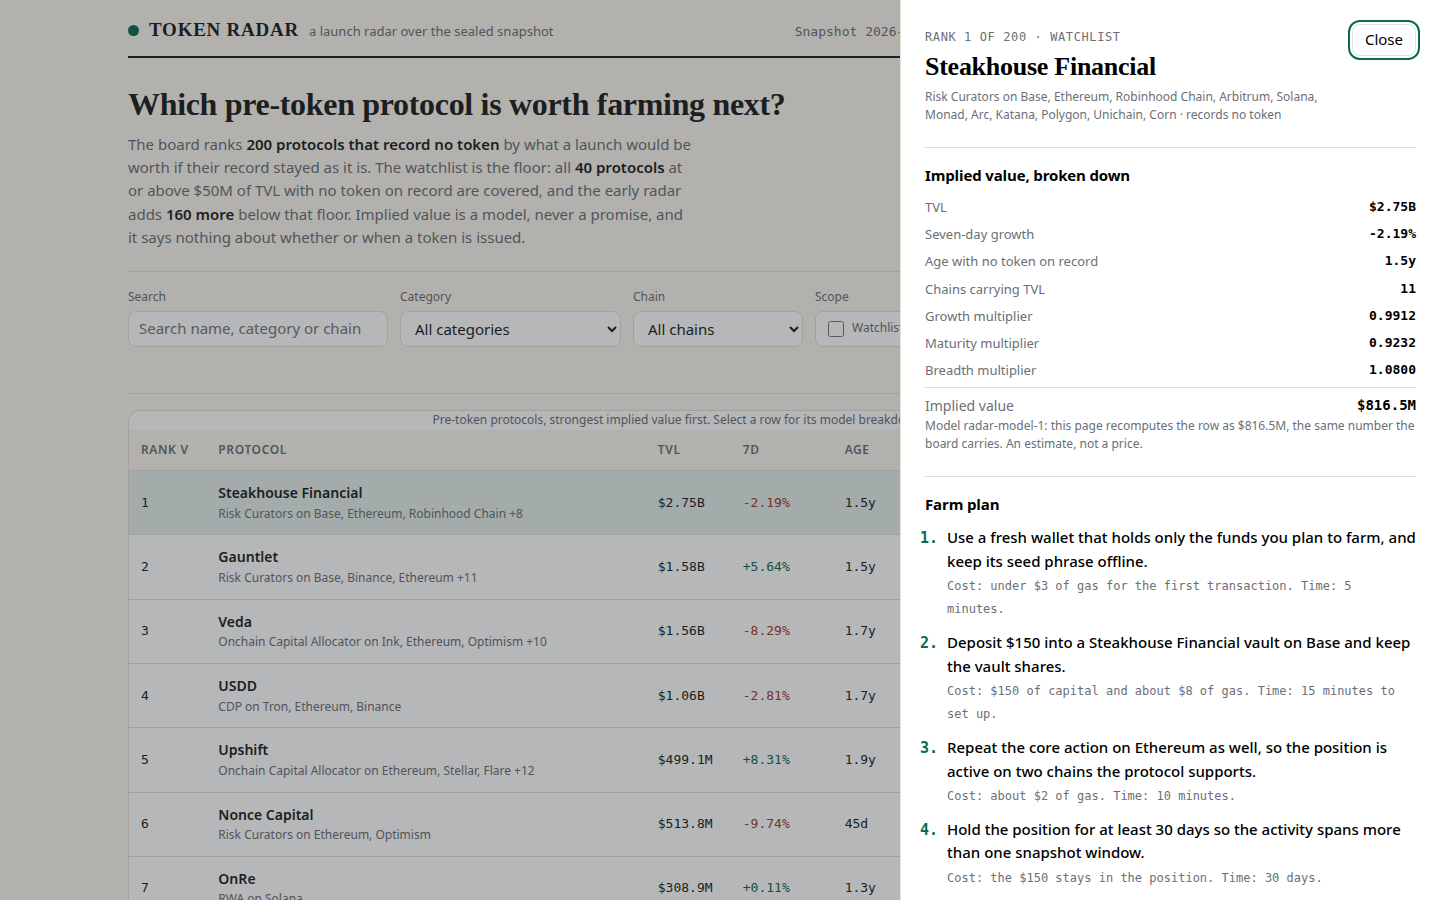 TOKEN RADAR a launch radar over the sealed snapshot
Snapshot 2026-
Which pre-token protocol is worth farming next?
The board ranks 200 protocols that record no token by what a launch would be
worth if their record stayed as it is. The watchlist is the floor: all 40 protocols at
or above $50M of TVL with no token on record are covered, and the early radar
adds 160 more below that floor. Implied value is a model, never a promise, and
it says nothing about whether or when a token is issued.
Search Category Chain Scope
Search name, category or chain All categories All chains Watchlis
Pre-token protocols, strongest implied value first. Select a row for its model breakd
RANK V PROTOCOL TVL 7D AGE
1 Steakhouse Financial $2.75B -2.19% 1.5y
Risk Curators on Base, Ethereum, Robinhood Chain +8
2 Gauntlet $1.58B +5.64% 1.5y
Risk Curators on Base, Binance, Ethereum +11
3 Veda $1.56B -8.29% 1.7y
Onchain Capital Allocator on Ink, Ethereum, Optimism +10
4 USDD $1.06B -2.81% 1.7y
CDP on Tron, Ethereum, Binance
5 Upshift $499.1M +8.31% 1.9y
Onchain Capital Allocator on Ethereum, Stellar, Flare +12
6 Nonce Capital $513.8M -9.74% 45d
Risk Curators on Ethereum, Optimism
7 OnRe $308.9M +0.11% 1.3y
RWA on Solana
RANK 1 OF 200 · WATCHLIST
Close
Steakhouse Financial
Risk Curators on Base, Ethereum, Robinhood Chain, Arbitrum, Solana,
Monad, Arc, Katana, Polygon, Unichain, Corn · records no token
Implied value, broken down
TVL $2.75B
Seven-day growth -2.19%
Age with no token on record 1.5y
Chains carrying TVL 11
Growth multiplier 0.9912
Maturity multiplier 0.9232
Breadth multiplier 1.0800
Implied value $816.5M
Model radar-model-1: this page recomputes the row as $816.5M, the same number the
board carries. An estimate, not a price.
Farm plan
1. Use a fresh wallet that holds only the funds you plan to farm, and
keep its seed phrase offline.
Cost: under $3 of gas for the first transaction. Time: 5
minutes.
2. Deposit $150 into a Steakhouse Financial vault on Base and keep
the vault shares.
Cost: $150 of capital and about $8 of gas. Time: 15 minutes to
set up.
3. Repeat the core action on Ethereum as well, so the position is
active on two chains the protocol supports.
Cost: about $2 of gas. Time: 10 minutes.
4. Hold the position for at least 30 days so the activity spans more
than one snapshot window.
Cost: the $150 stays in the position. Time: 30 days.